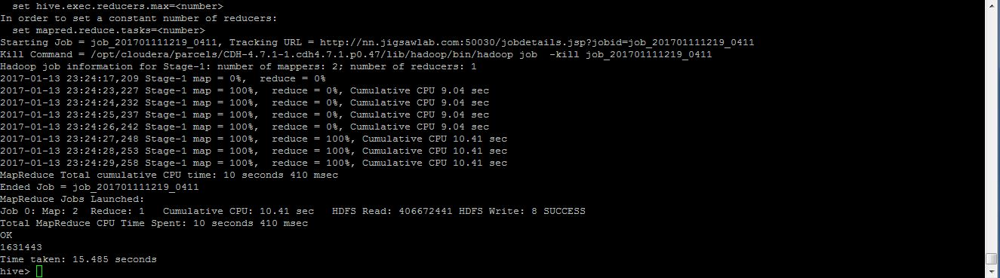 set hive.exec.reducers.max=<number>
In order to set a constant number of reducers:
  set mapred.reduce.tasks=<number>
Starting Job = job_201701111219_0411, Tracking URL = http://nn.jigsawlab.com:50030/jobdetails.jsp?jobid=job_201701111219_0411
Kill Command = /opt/cloudera/parcels/CDH-4.7.1-1.cdh4.7.1.p0.47/lib/hadoop/bin/hadoop job  -kill job_201701111219_0411
Hadoop job information for Stage-1: number of mappers: 2; number of reducers: 1
2017-01-13 23:24:17,209 Stage-1 map = 0%,  reduce = 0%
2017-01-13 23:24:23,227 Stage-1 map = 100%,  reduce = 0%, Cumulative CPU 9.04 sec
2017-01-13 23:24:24,232 Stage-1 map = 100%,  reduce = 0%, Cumulative CPU 9.04 sec
2017-01-13 23:24:25,237 Stage-1 map = 100%,  reduce = 0%, Cumulative CPU 9.04 sec
2017-01-13 23:24:26,242 Stage-1 map = 100%,  reduce = 0%, Cumulative CPU 9.04 sec
2017-01-13 23:24:27,248 Stage-1 map = 100%,  reduce = 100%, Cumulative CPU 10.41 sec
2017-01-13 23:24:28,253 Stage-1 map = 100%,  reduce = 100%, Cumulative CPU 10.41 sec
2017-01-13 23:24:29,258 Stage-1 map = 100%,  reduce = 100%, Cumulative CPU 10.41 sec
MapReduce Total cumulative CPU time: 10 seconds 410 msec
Ended Job = job_201701111219_0411
MapReduce Jobs Launched:
Job 0: Map: 2  Reduce: 1   Cumulative CPU: 10.41 sec   HDFS Read: 406672441 HDFS Write: 8 SUCCESS
Total MapReduce CPU Time Spent: 10 seconds 410 msec
OK
1631443
Time taken: 15.485 seconds
hive>